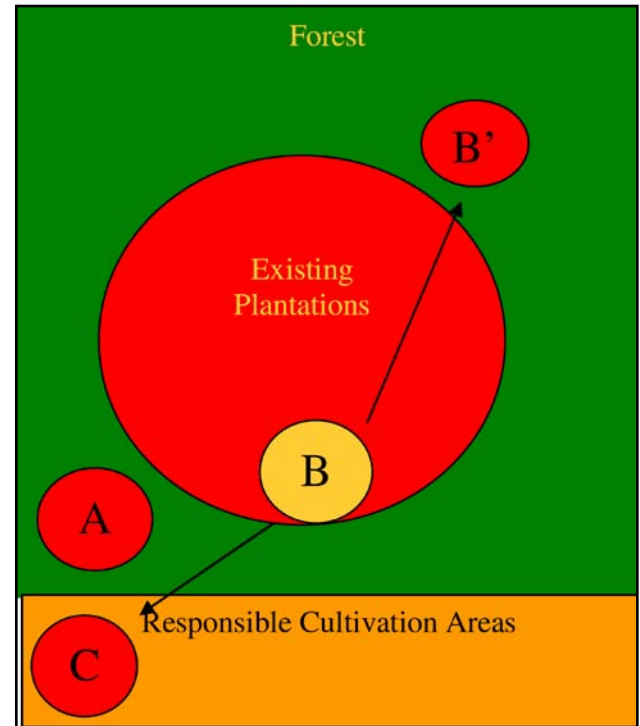 Forest
B’
Existing
Plantations
B
A
Responsible Cultivation Areas
C